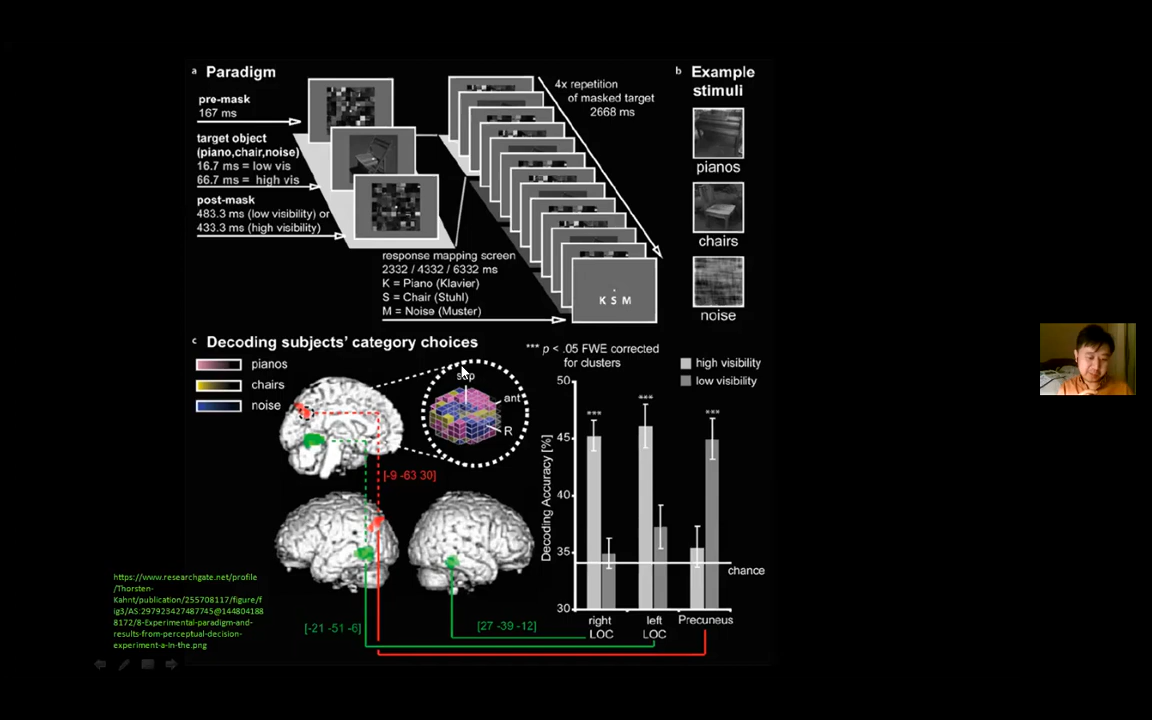 a Paradigm
pre-mask
167 ms
target object
(piano,chair,noise)
16.7 ms = low vis
66.7 ms = high vis
post-mask
483.3 ms (low visibility) or
433.3 ms (high visibility)
4x repetition
of masked target
2668 ms
response mapping screen
2332 / 4332 / 6332 ms
K = Piano (Klavier)
S = Chair (Stuhl)
M = Noise (Muster)
K S M
b Example
stimuli
pianos
chairs
noise
c Decoding subjects' category choices
pianos
chairs
noise
ant
R
[-9 -63 30]
[-21 -51 -6]
[27 -39 -12]
*** p < .05 FWE corrected
for clusters
high visibility
low visibility
Decoding Accuracy [%]
50
45
40
35
30
***
***
***
chance
right
LOC
left
LOC
Precuneus
https://www.researchgate.net/profile
/Thorsten-
Kahnt/publication/255708117/figure/f
ig3/AS:297923427487745@144804188
8172/8-Experimental-paradigm-and-
results-from-perceptual-decision-
experiment-a-In-the.png